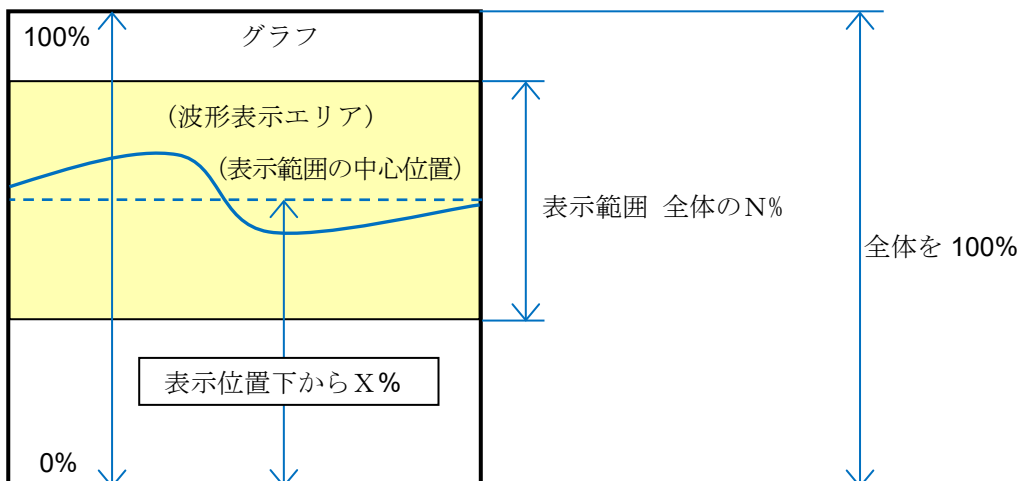 100%
グラフ
(波形表示エリア)
(表示範囲の中心位置)
表示範囲 全体のN%
全体を 100%
表示位置下からX%
0%